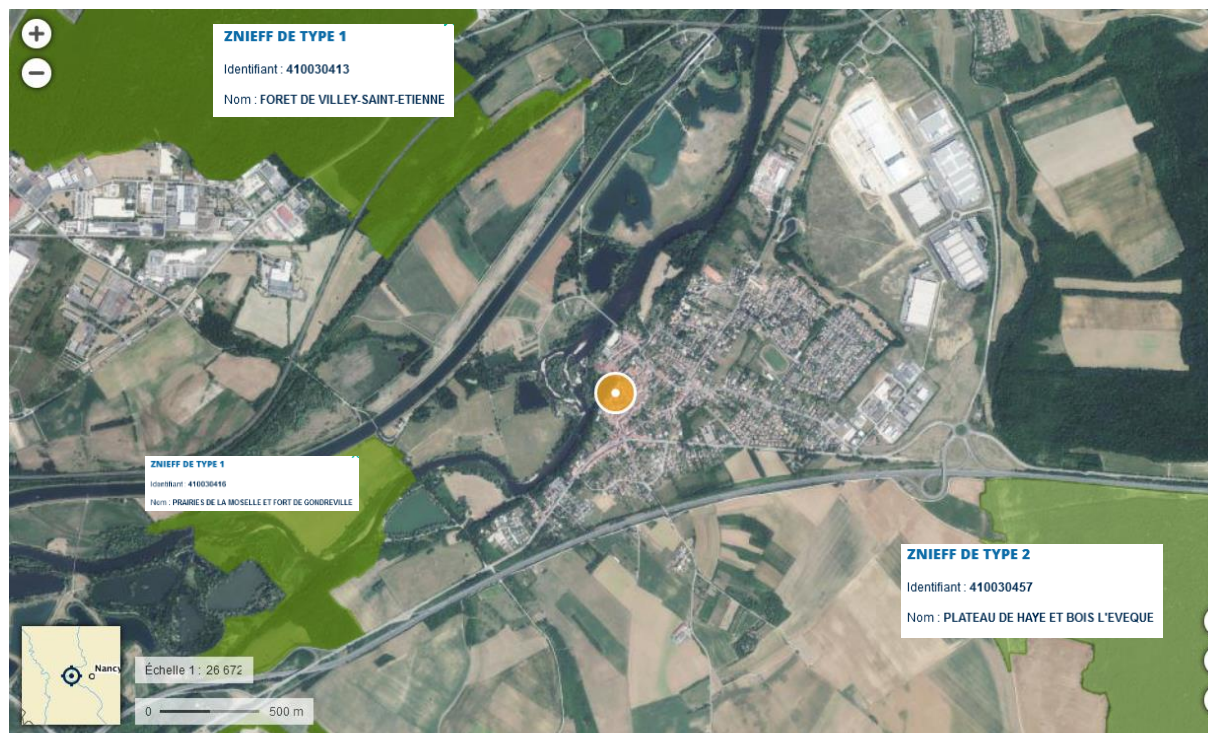 ZNIEFF DE TYPE 1
Identifiant : 410030413
Nom : FORET DE VILLEY-SAINT-ETIENNE
ZNIEFF DE TYPE 1
Identifiant : 410030416
Nom : PRAIRIES DE LA MOSELLE ET FORT DE GONDREVILLE
ZNIEFF DE TYPE 2
Identifiant : 410030457
Nom : PLATEAU DE HAYE ET BOIS L'EVEQUE
Nancy
Échelle 1 : 26 672
0 500 m